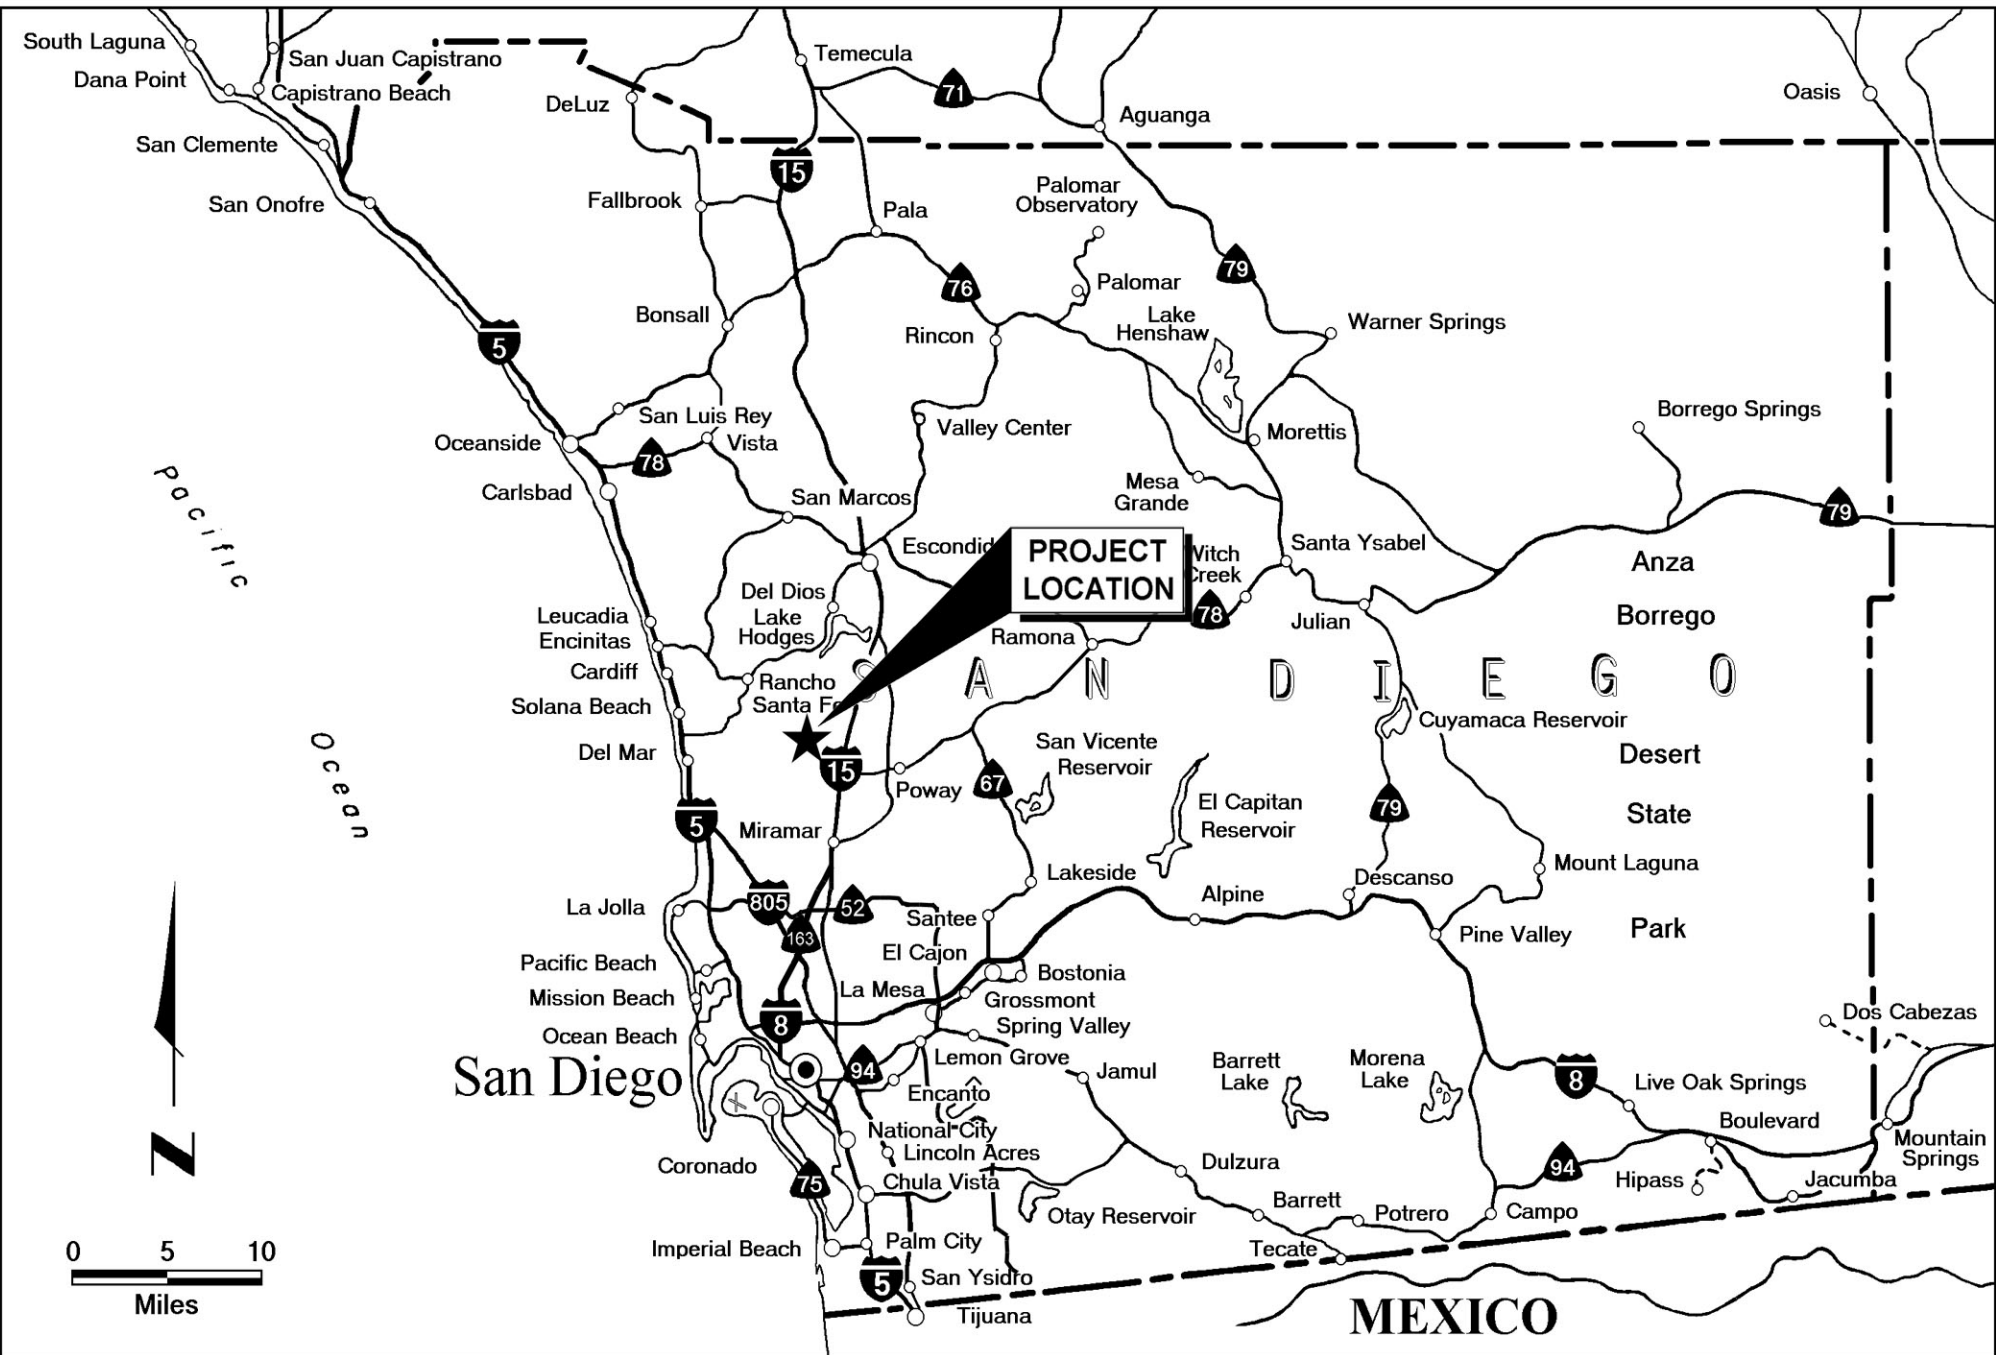 South Laguna
San Juan Capistrano
Temecula
Dana Point
Capistrano Beach
DeLuz
71
Aguanga
Oasis
San Clemente
15
San Onofre
Fallbrook
Pala
Palomar
Observatory
79
76
Palomar
Bonsall
Rincon
Lake
Henshaw
Warner Springs
5
San Luis Rey
Borrego Springs
Oceanside
Vista
Valley Center
Morettis
78
Carlsbad
San Marcos
Mesa
Grande
79
Pacific
Ocean
Escondid
PROJECT
LOCATION
Witch
Creek
Santa Ysabel
Anza
Borrego
Desert
State
Park
Del Dios
Lake
Hodges
78
Julian
Leucadia
Encinitas
Ramona
Cardiff
Rancho
Santa Fe
SAN DIEGO
Solana Beach
Cuyamaca Reservoir
Del Mar
15
Poway
67
San Vicente
Reservoir
El Capitan
Reservoir
79
5
Miramar
Mount Laguna
Lakeside
Descanso
Alpine
La Jolla
805
52
163
Santee
Pine Valley
El Cajon
Pacific Beach
Bostonia
Mission Beach
La Mesa
Grossmont
8
Spring Valley
Dos Cabezas
Ocean Beach
Lemon Grove
San Diego
94
Jamul
Barrett
Lake
Morena
Lake
8
Live Oak Springs
Encanto
Boulevard
National City
Lincoln Acres
Mountain
Springs
Coronado
75
Chula Vista
Dulzura
94
Hipass
Jacumba
Otay Reservoir
Barrett
Potrero
Campo
Imperial Beach
Palm City
Tecate
5
San Ysidro
Tijuana
MEXICO
N
0 5 10
Miles